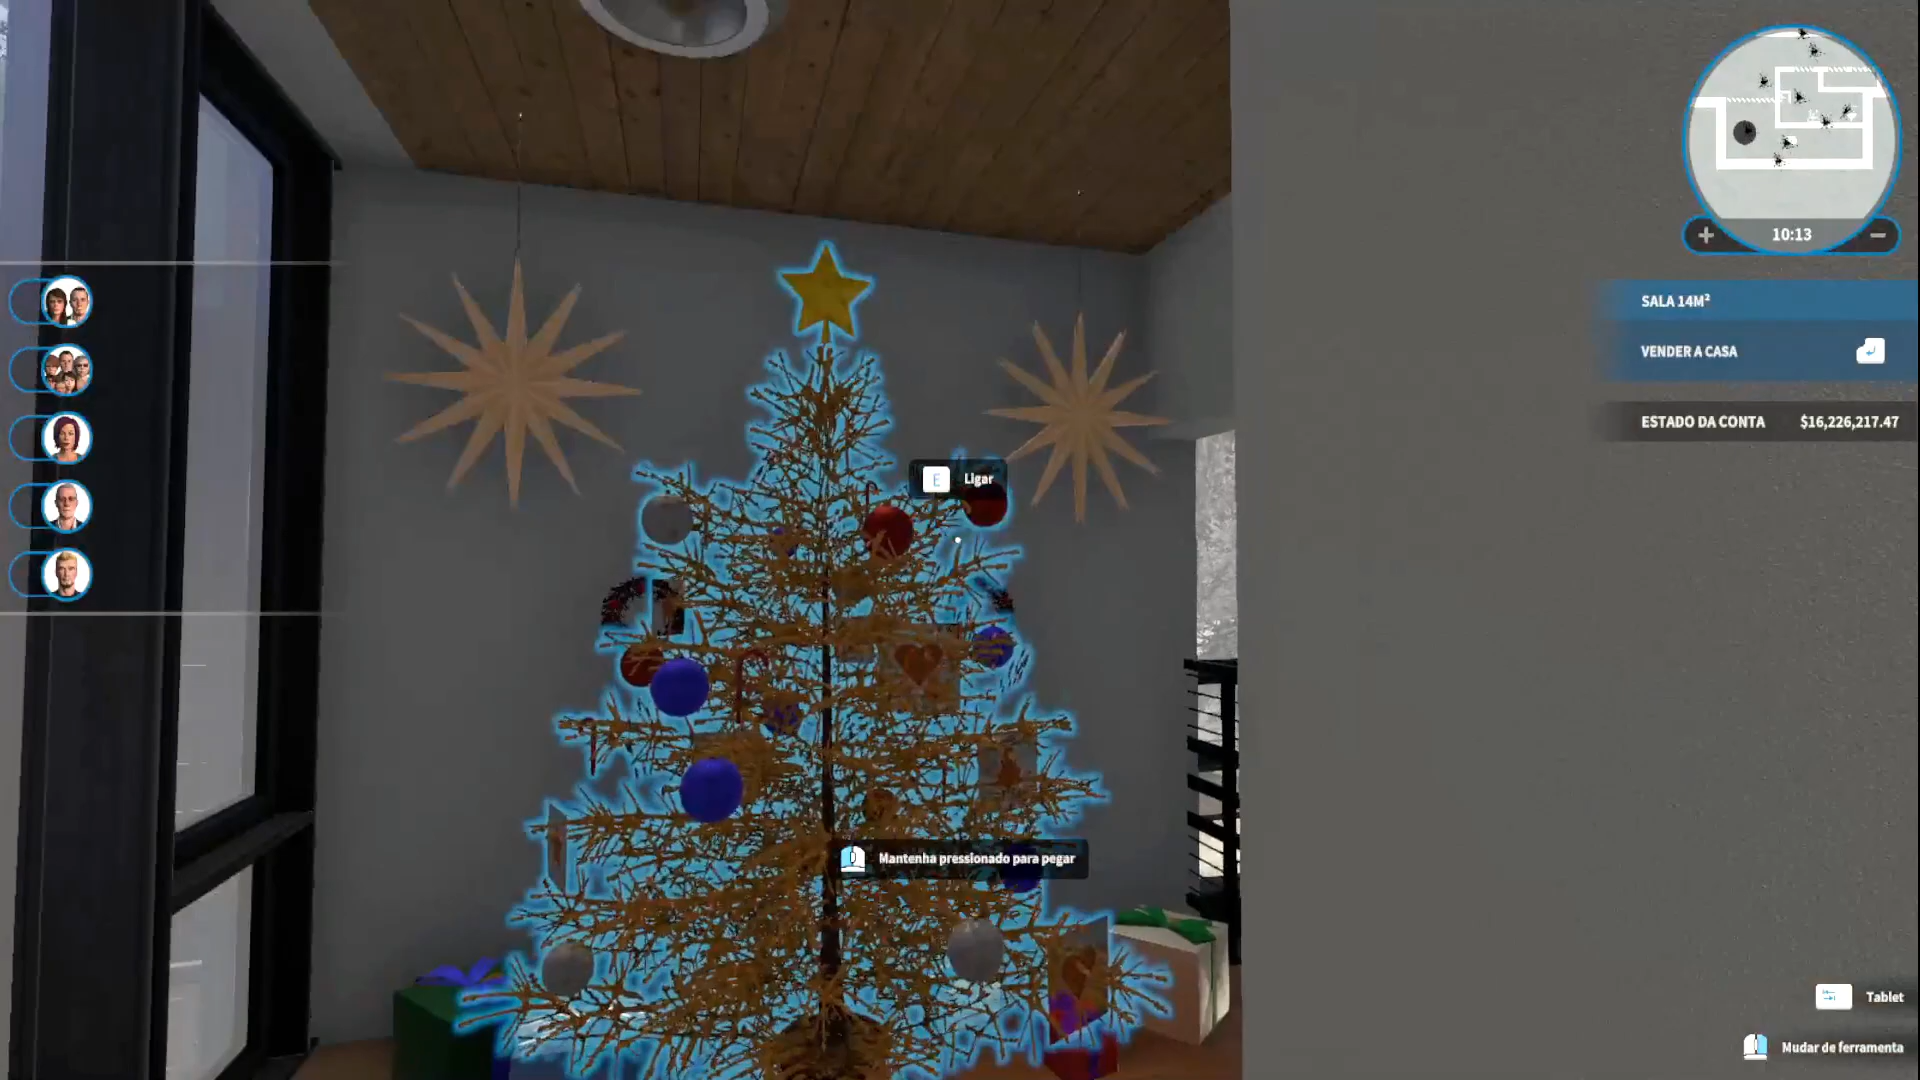 + 10:13 −
SALA 14M²
VENDER A CASA
ESTADO DA CONTA $16,226,217.47
E Ligar
Mantenha pressionado para pegar
Tablet
Mudar de ferramenta